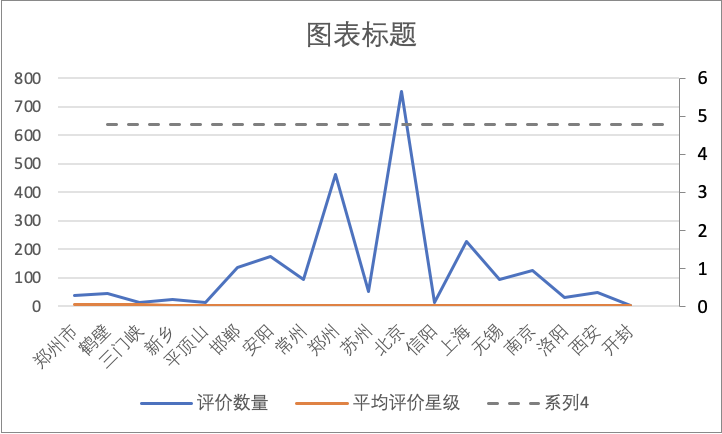 图表标题
800
700
600
500
400
300
200
100
0
6
5
4
3
2
1
0
郑州市
鹤壁
三门峡
新乡
平顶山
邯郸
安阳
常州
郑州
苏州
北京
信阳
上海
无锡
南京
洛阳
西安
开封
评价数量 平均评价星级 系列4